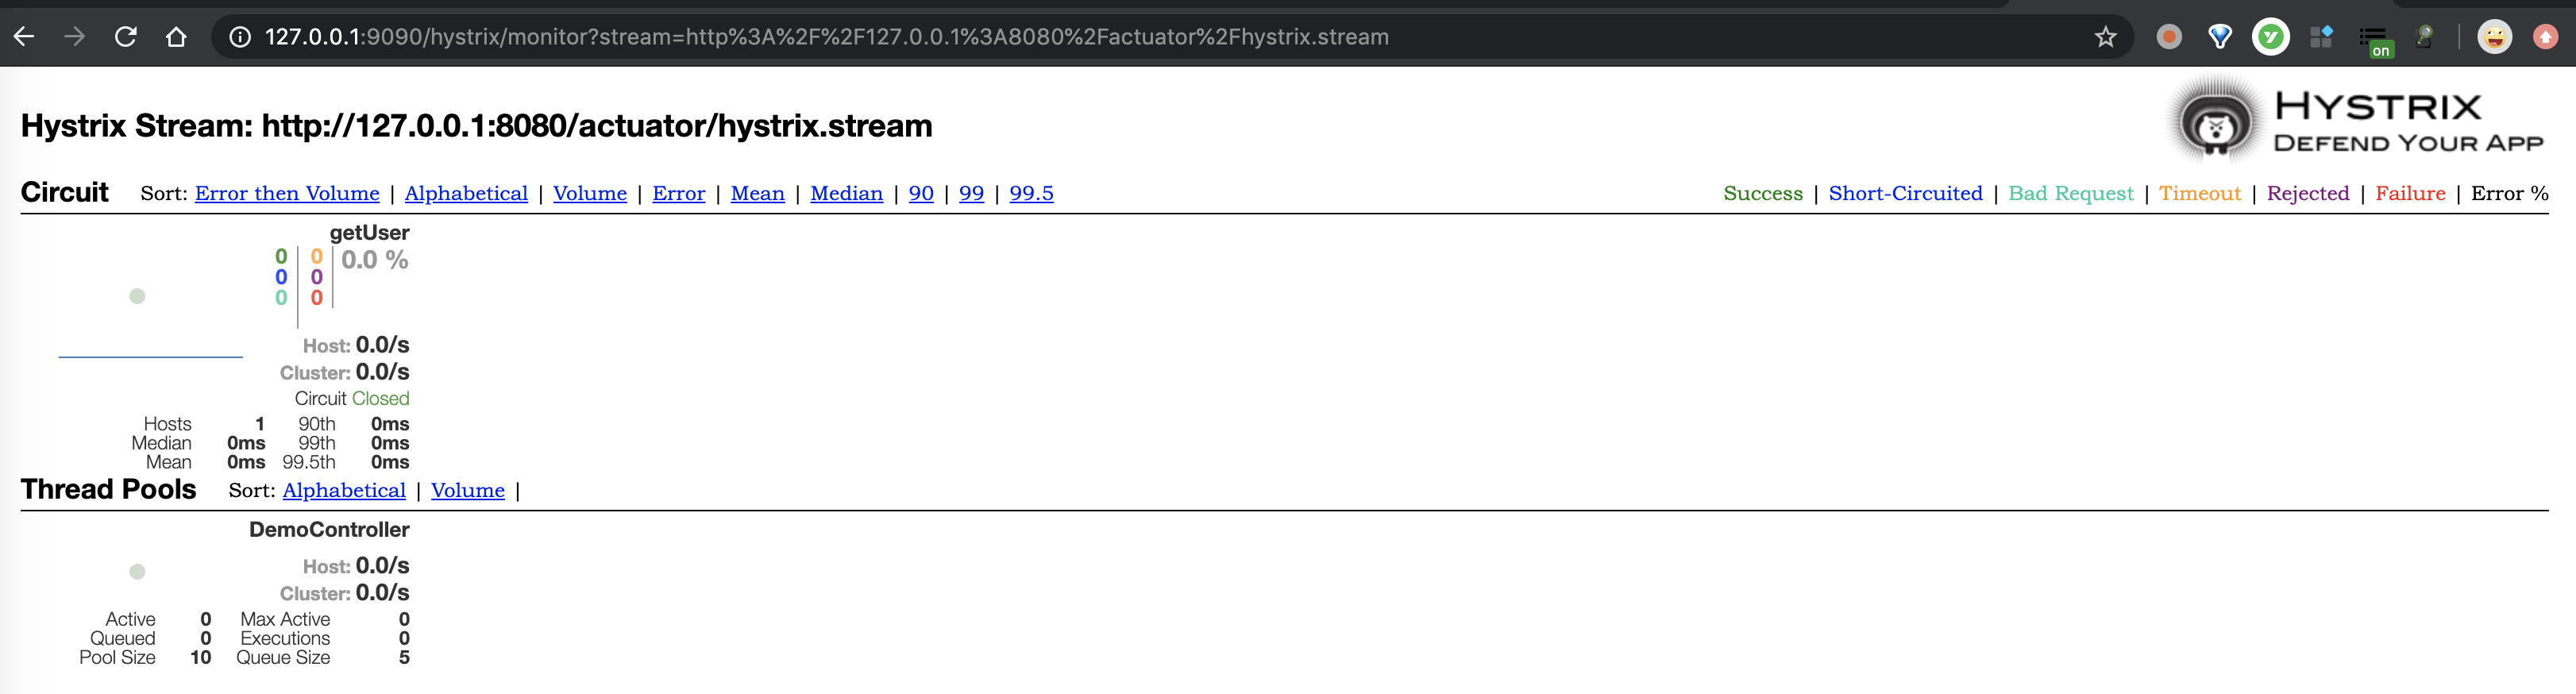 127.0.0.1:9090/hystrix/monitor?stream=http%3A%2F%2F127.0.0.1%3A8080%2Factuator%2Fhystrix.stream
on
HYSTRIX
DEFEND YOUR APP
Hystrix Stream: http://127.0.0.1:8080/actuator/hystrix.stream
Circuit Sort: Error then Volume | Alphabetical | Volume | Error | Mean | Median | 90 | 99 | 99.5 Success | Short-Circuited | Bad Request | Timeout | Rejected | Failure | Error %
getUser
0 0 0.0 %
0 0
0 0
Host: 0.0/s
Cluster: 0.0/s
Circuit Closed
Hosts 1 90th 0ms
Median 0ms 99th 0ms
Mean 0ms 99.5th 0ms
Thread Pools Sort: Alphabetical | Volume |
DemoController
Host: 0.0/s
Cluster: 0.0/s
Active 0 Max Active 0
Queued 0 Executions 0
Pool Size 10 Queue Size 5